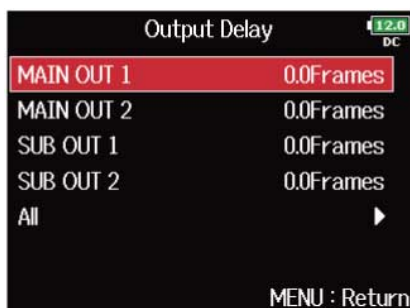 Output Delay 12.0
DC
MAIN OUT 1 0.0Frames
MAIN OUT 2 0.0Frames
SUB OUT 1 0.0Frames
SUB OUT 2 0.0Frames
All
MENU : Return